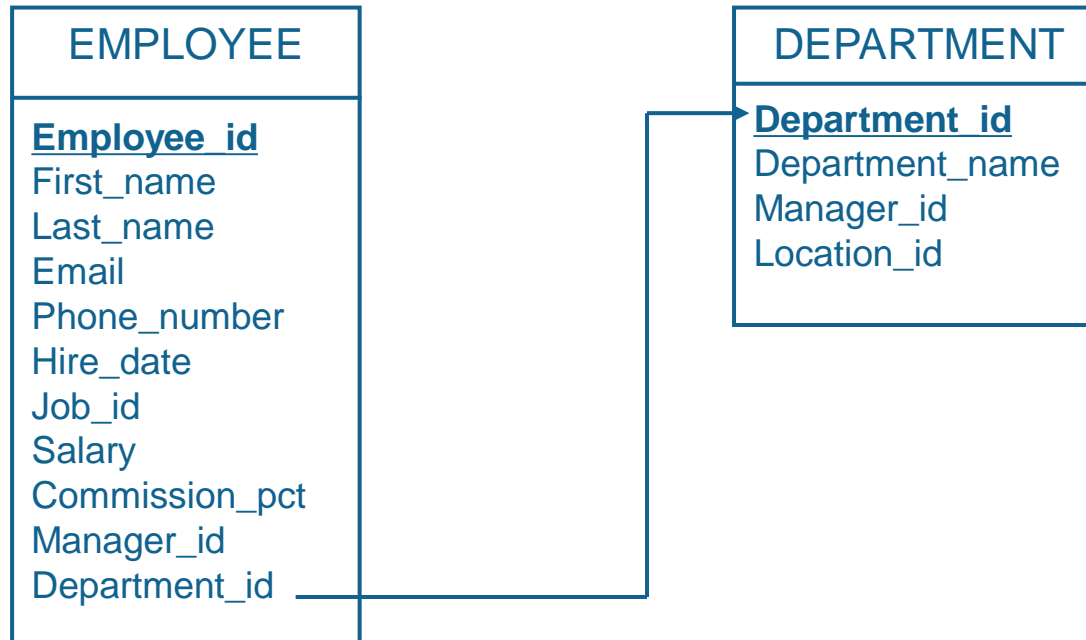 EMPLOYEE
Employee_id
First_name
Last_name
Email
Phone_number
Hire_date
Job_id
Salary
Commission_pct
Manager_id
Department_id
DEPARTMENT
Department_id
Department_name
Manager_id
Location_id